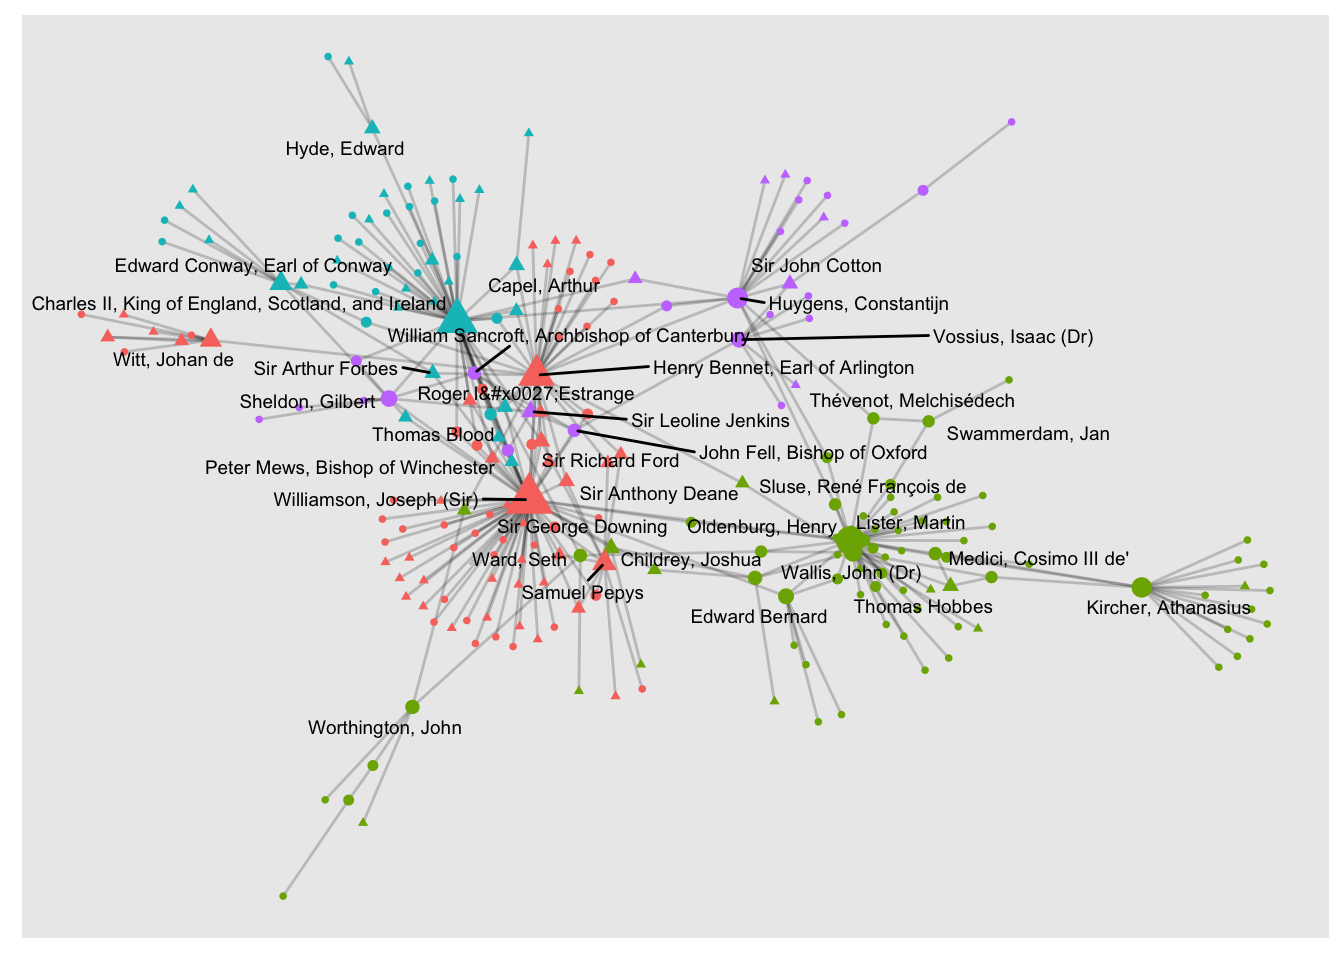 Hyde, Edward
Edward Conway, Earl of Conway
Sir John Cotton
Capel, Arthur
Charles II, King of England, Scotland, and Ireland
Huygens, Constantijn
William Sancroft, Archbishop of Canterbury
Vossius, Isaac (Dr)
Witt, Johan de
Sir Arthur Forbes
Henry Bennet, Earl of Arlington
Roger l&#x0027;Estrange
Sheldon, Gilbert
Thévenot, Melchisédech
Sir Leoline Jenkins
Thomas Blood
Swammerdam, Jan
John Fell, Bishop of Oxford
Sir Richard Ford
Peter Mews, Bishop of Winchester
Sluse, René François de
Sir Anthony Deane
Williamson, Joseph (Sir)
Sir George Downing
Oldenburg, Henry
Lister, Martin
Ward, Seth
Childrey, Joshua
Medici, Cosimo III de'
Wallis, John (Dr)
Samuel Pepys
Thomas Hobbes
Kircher, Athanasius
Edward Bernard
Worthington, John